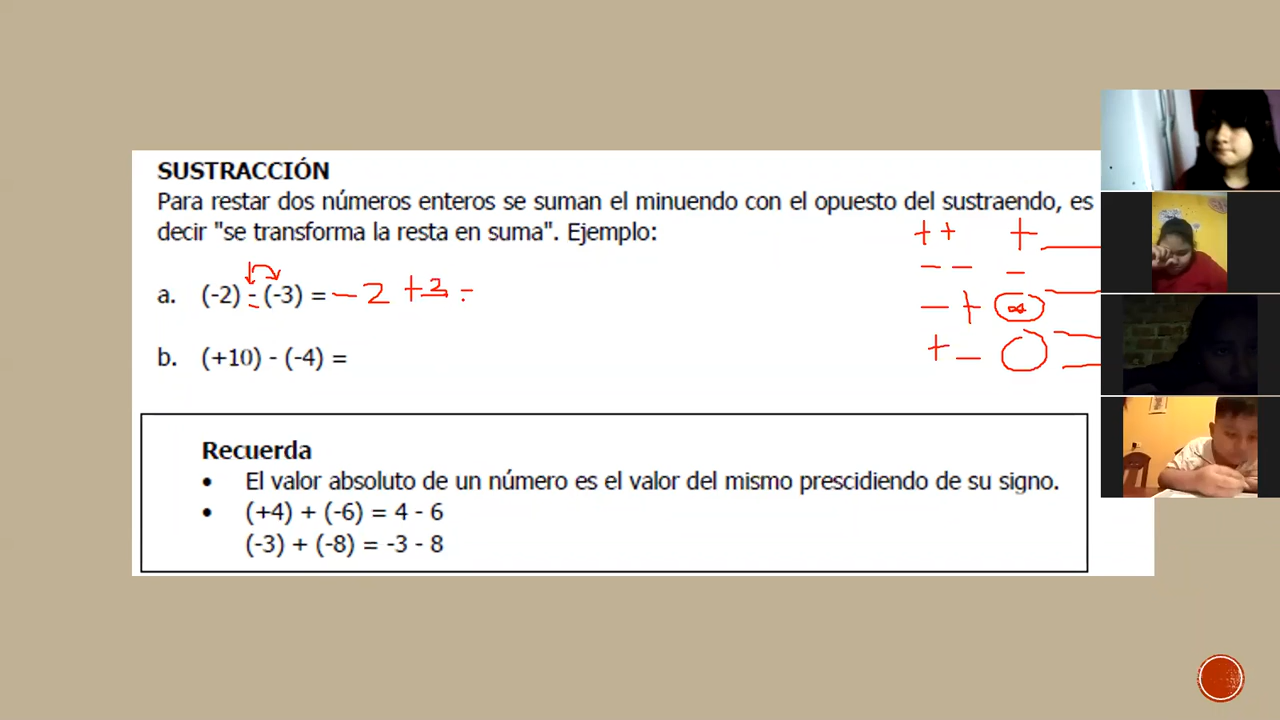 SUSTRACCIÓN
Para restar dos números enteros se suman el minuendo con el opuesto del sustraendo, es
decir "se transforma la resta en suma". Ejemplo:
+ + +
- - -
a. (-2) - (-3) = - 2 + 3 =
- +
b. (+10) - (-4) =
+ -
Recuerda
• El valor absoluto de un número es el valor del mismo prescidiendo de su signo.
• (+4) + (-6) = 4 - 6
(-3) + (-8) = -3 - 8